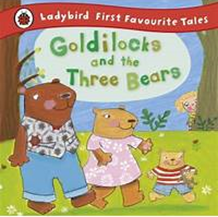 Ladybird First Favourite Tales
Goldilocks
and the
Three Bears